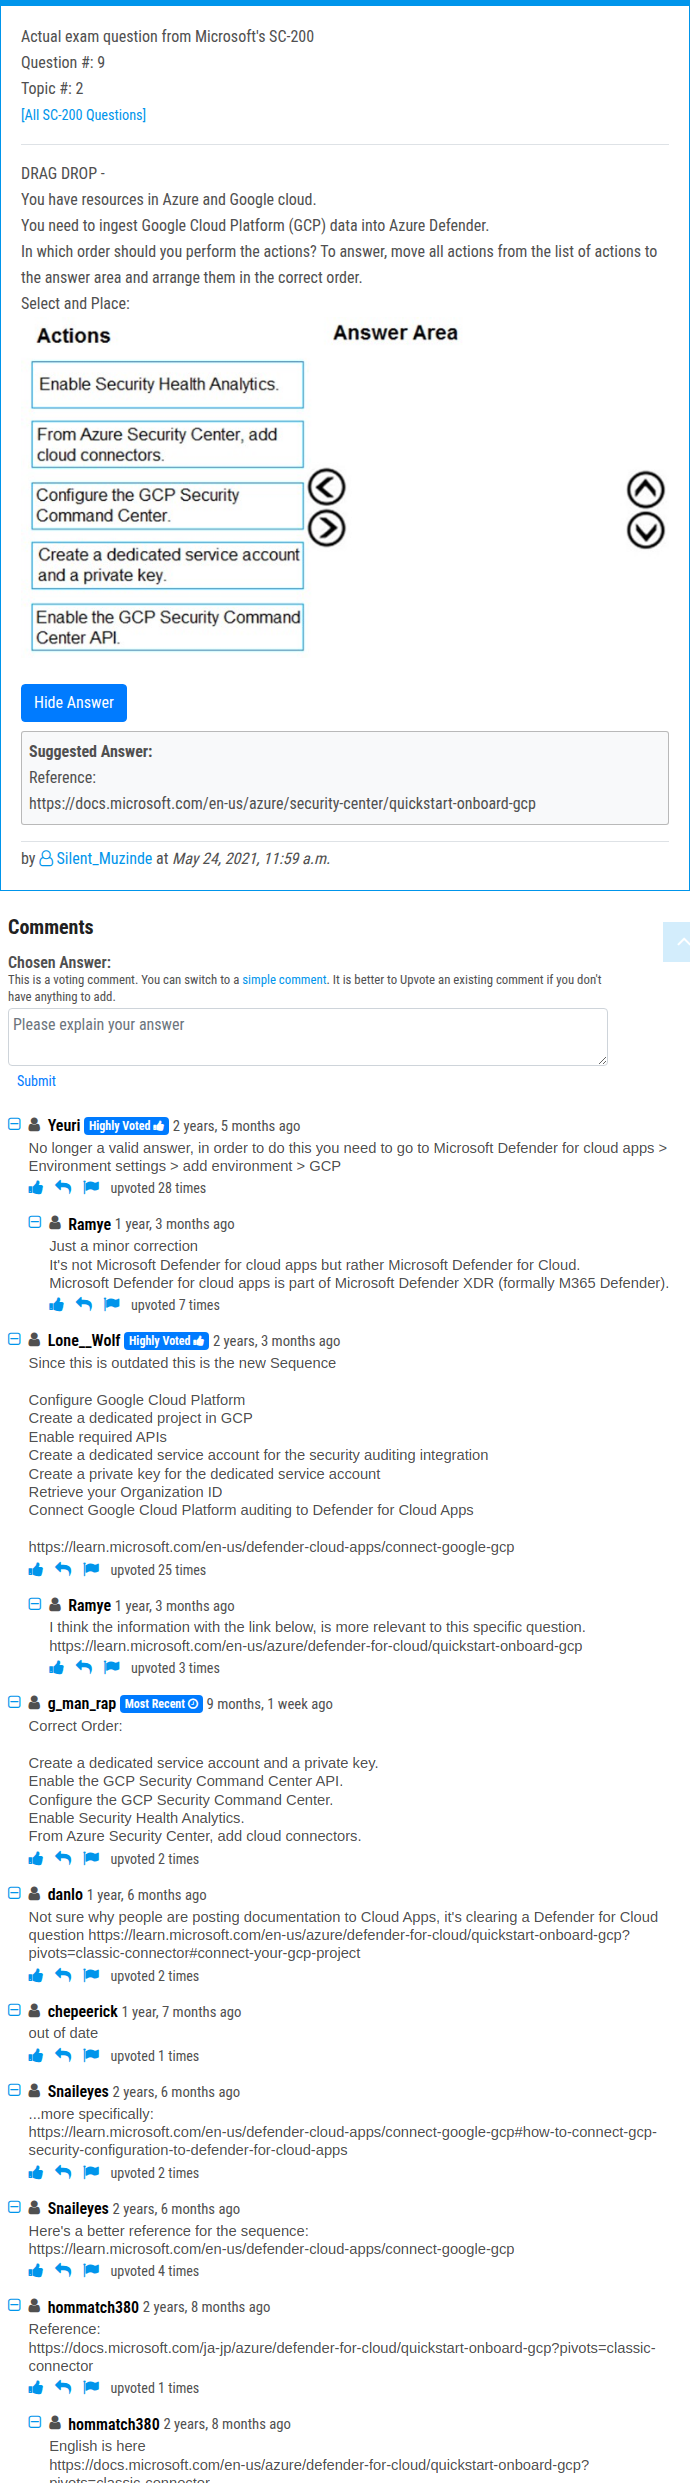 Actual exam question from Microsoft's SC-200
Question #: 9
Topic #: 2
[All SC-200 Questions]
DRAG DROP -
You have resources in Azure and Google cloud.
You need to ingest Google Cloud Platform (GCP) data into Azure Defender.
In which order should you perform the actions? To answer, move all actions from the list of actions to
the answer area and arrange them in the correct order.
Select and Place:
Actions
Answer Area
Enable Security Health Analytics.
From Azure Security Center, add
cloud connectors.
Configure the GCP Security
Command Center.
Create a dedicated service account
and a private key.
Enable the GCP Security Command
Center API.
Hide Answer
Suggested Answer:
Reference:
https://docs.microsoft.com/en-us/azure/security-center/quickstart-onboard-gcp
by Silent_Muzinde at May 24, 2021, 11:59 a.m.
Comments
Chosen Answer:
This is a voting comment. You can switch to a simple comment. It is better to Upvote an existing comment if you don't
have anything to add.
Please explain your answer
Submit
Yeuri Highly Voted 2 years, 5 months ago
No longer a valid answer, in order to do this you need to go to Microsoft Defender for cloud apps >
Environment settings > add environment > GCP
upvoted 28 times
Ramye 1 year, 3 months ago
Just a minor correction
It's not Microsoft Defender for cloud apps but rather Microsoft Defender for Cloud.
Microsoft Defender for cloud apps is part of Microsoft Defender XDR (formally M365 Defender).
upvoted 7 times
Lone__Wolf Highly Voted 2 years, 3 months ago
Since this is outdated this is the new Sequence
Configure Google Cloud Platform
Create a dedicated project in GCP
Enable required APIs
Create a dedicated service account for the security auditing integration
Create a private key for the dedicated service account
Retrieve your Organization ID
Connect Google Cloud Platform auditing to Defender for Cloud Apps
https://learn.microsoft.com/en-us/defender-cloud-apps/connect-google-gcp
upvoted 25 times
Ramye 1 year, 3 months ago
I think the information with the link below, is more relevant to this specific question.
https://learn.microsoft.com/en-us/azure/defender-for-cloud/quickstart-onboard-gcp
upvoted 3 times
g_man_rap Most Recent 9 months, 1 week ago
Correct Order:
Create a dedicated service account and a private key.
Enable the GCP Security Command Center API.
Configure the GCP Security Command Center.
Enable Security Health Analytics.
From Azure Security Center, add cloud connectors.
upvoted 2 times
danlo 1 year, 6 months ago
Not sure why people are posting documentation to Cloud Apps, it's clearing a Defender for Cloud
question https://learn.microsoft.com/en-us/azure/defender-for-cloud/quickstart-onboard-gcp?
pivots=classic-connector#connect-your-gcp-project
upvoted 2 times
chepeerick 1 year, 7 months ago
out of date
upvoted 1 times
Snaileyes 2 years, 6 months ago
...more specifically:
https://learn.microsoft.com/en-us/defender-cloud-apps/connect-google-gcp#how-to-connect-gcp-
security-configuration-to-defender-for-cloud-apps
upvoted 2 times
Snaileyes 2 years, 6 months ago
Here's a better reference for the sequence:
https://learn.microsoft.com/en-us/defender-cloud-apps/connect-google-gcp
upvoted 4 times
hommatch380 2 years, 8 months ago
Reference:
https://docs.microsoft.com/ja-jp/azure/defender-for-cloud/quickstart-onboard-gcp?pivots=classic-
connector
upvoted 1 times
hommatch380 2 years, 8 months ago
English is here
https://docs.microsoft.com/en-us/azure/defender-for-cloud/quickstart-onboard-gcp?
pivots=classic-connector